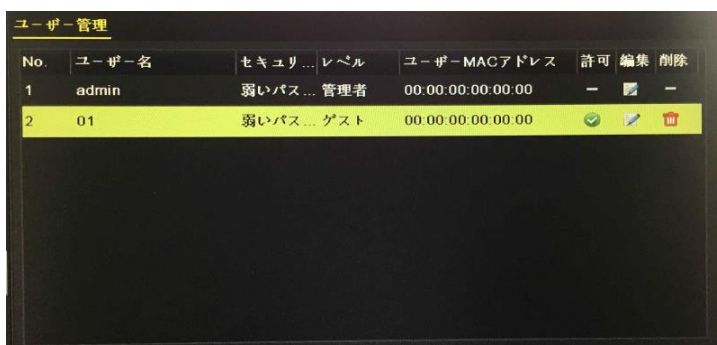 ユーザー管理
No. ユーザー名 セキュリ... レベル ユーザーMACアドレス 許可 編集 削除
1 admin 弱いパス... 管理者 00:00:00:00:00:00 –
2 01 弱いパス... ゲスト 00:00:00:00:00:00